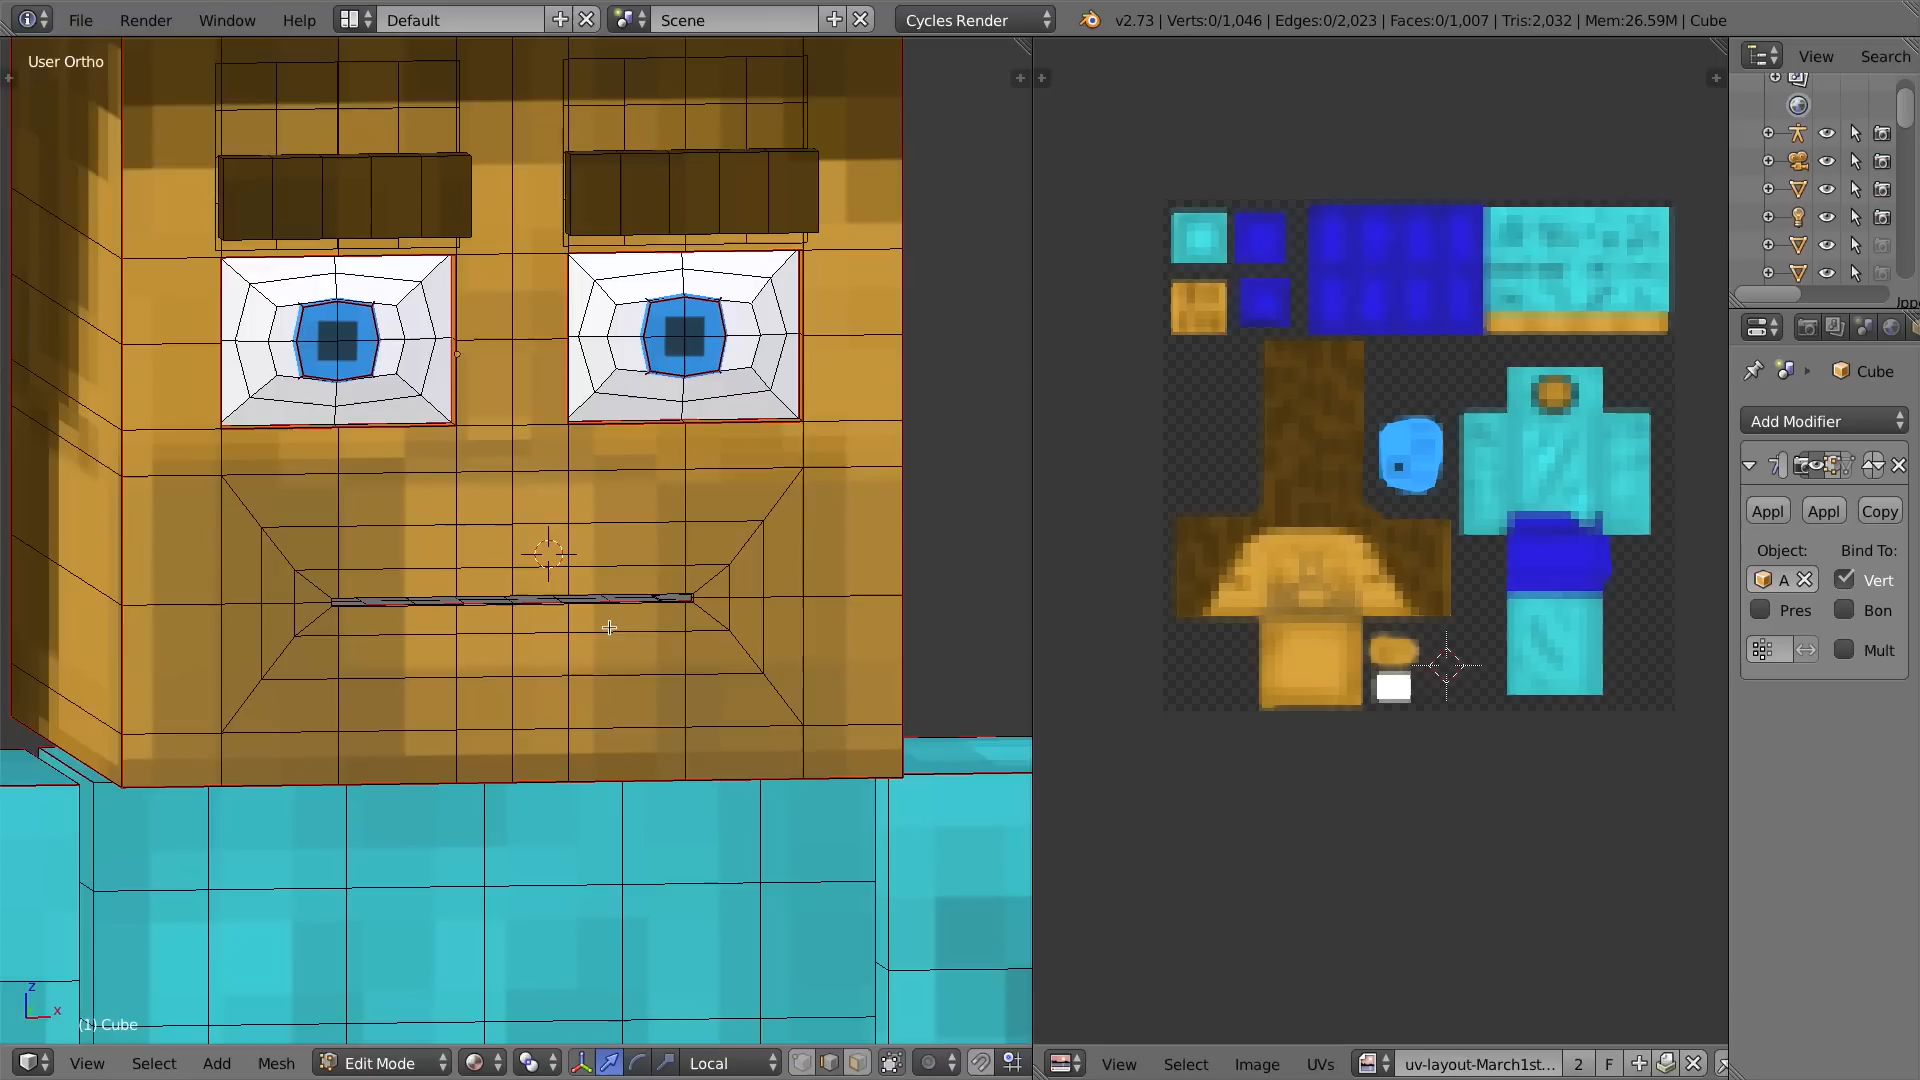 File Render Window Help Default Scene Cycles Render v2.73 | Verts:0/1,046 | Edges:0/2,023 | Faces:0/1,007 | Tris:2,032 | Mem:26.59M | Cube
User Ortho
View Search
Cube
Add Modifier
Appl Appl Copy
Object: Bind To:
A Vert
Pres Bon
Mult
z
x
(1) Cube
View Select Add Mesh Edit Mode Local
View Select Image UVs uv-layout-March1st... 2 F